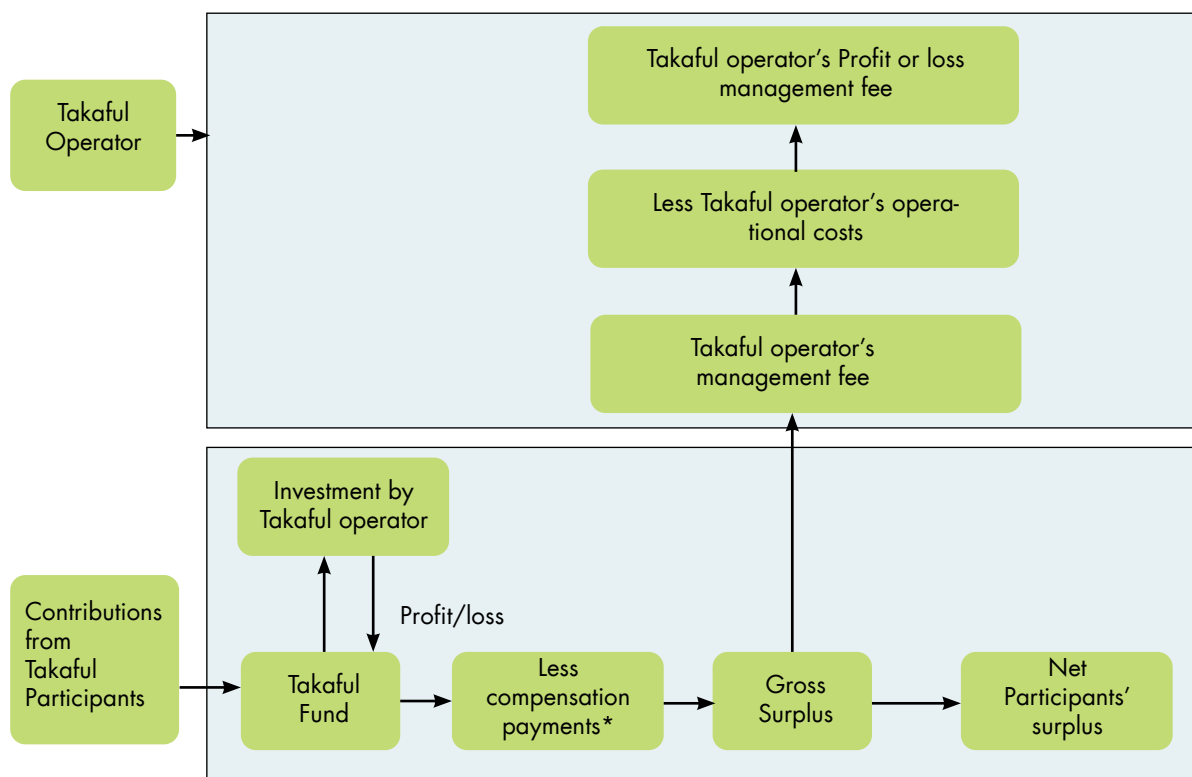 Takaful operator's Profit or loss
management fee
Takaful
Operator
Less Takaful operator's opera-
tional costs
Takaful operator's
management fee
Investment by
Takaful operator
Profit/loss
Contributions
from
Takaful
Participants
Takaful
Fund
Less
compensation
payments*
Gross
Surplus
Net
Participants'
surplus